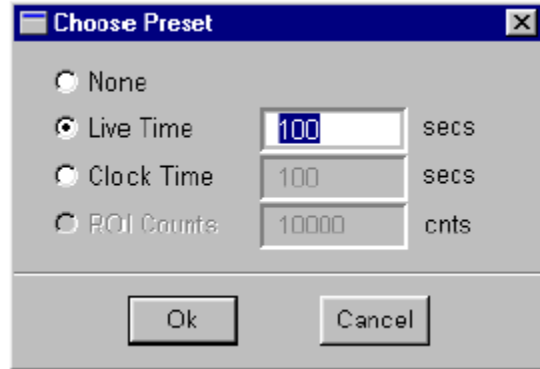 Choose Preset
None
Live Time 100 secs
Clock Time 100 secs
ROI Counts 10000 cnts
Ok Cancel